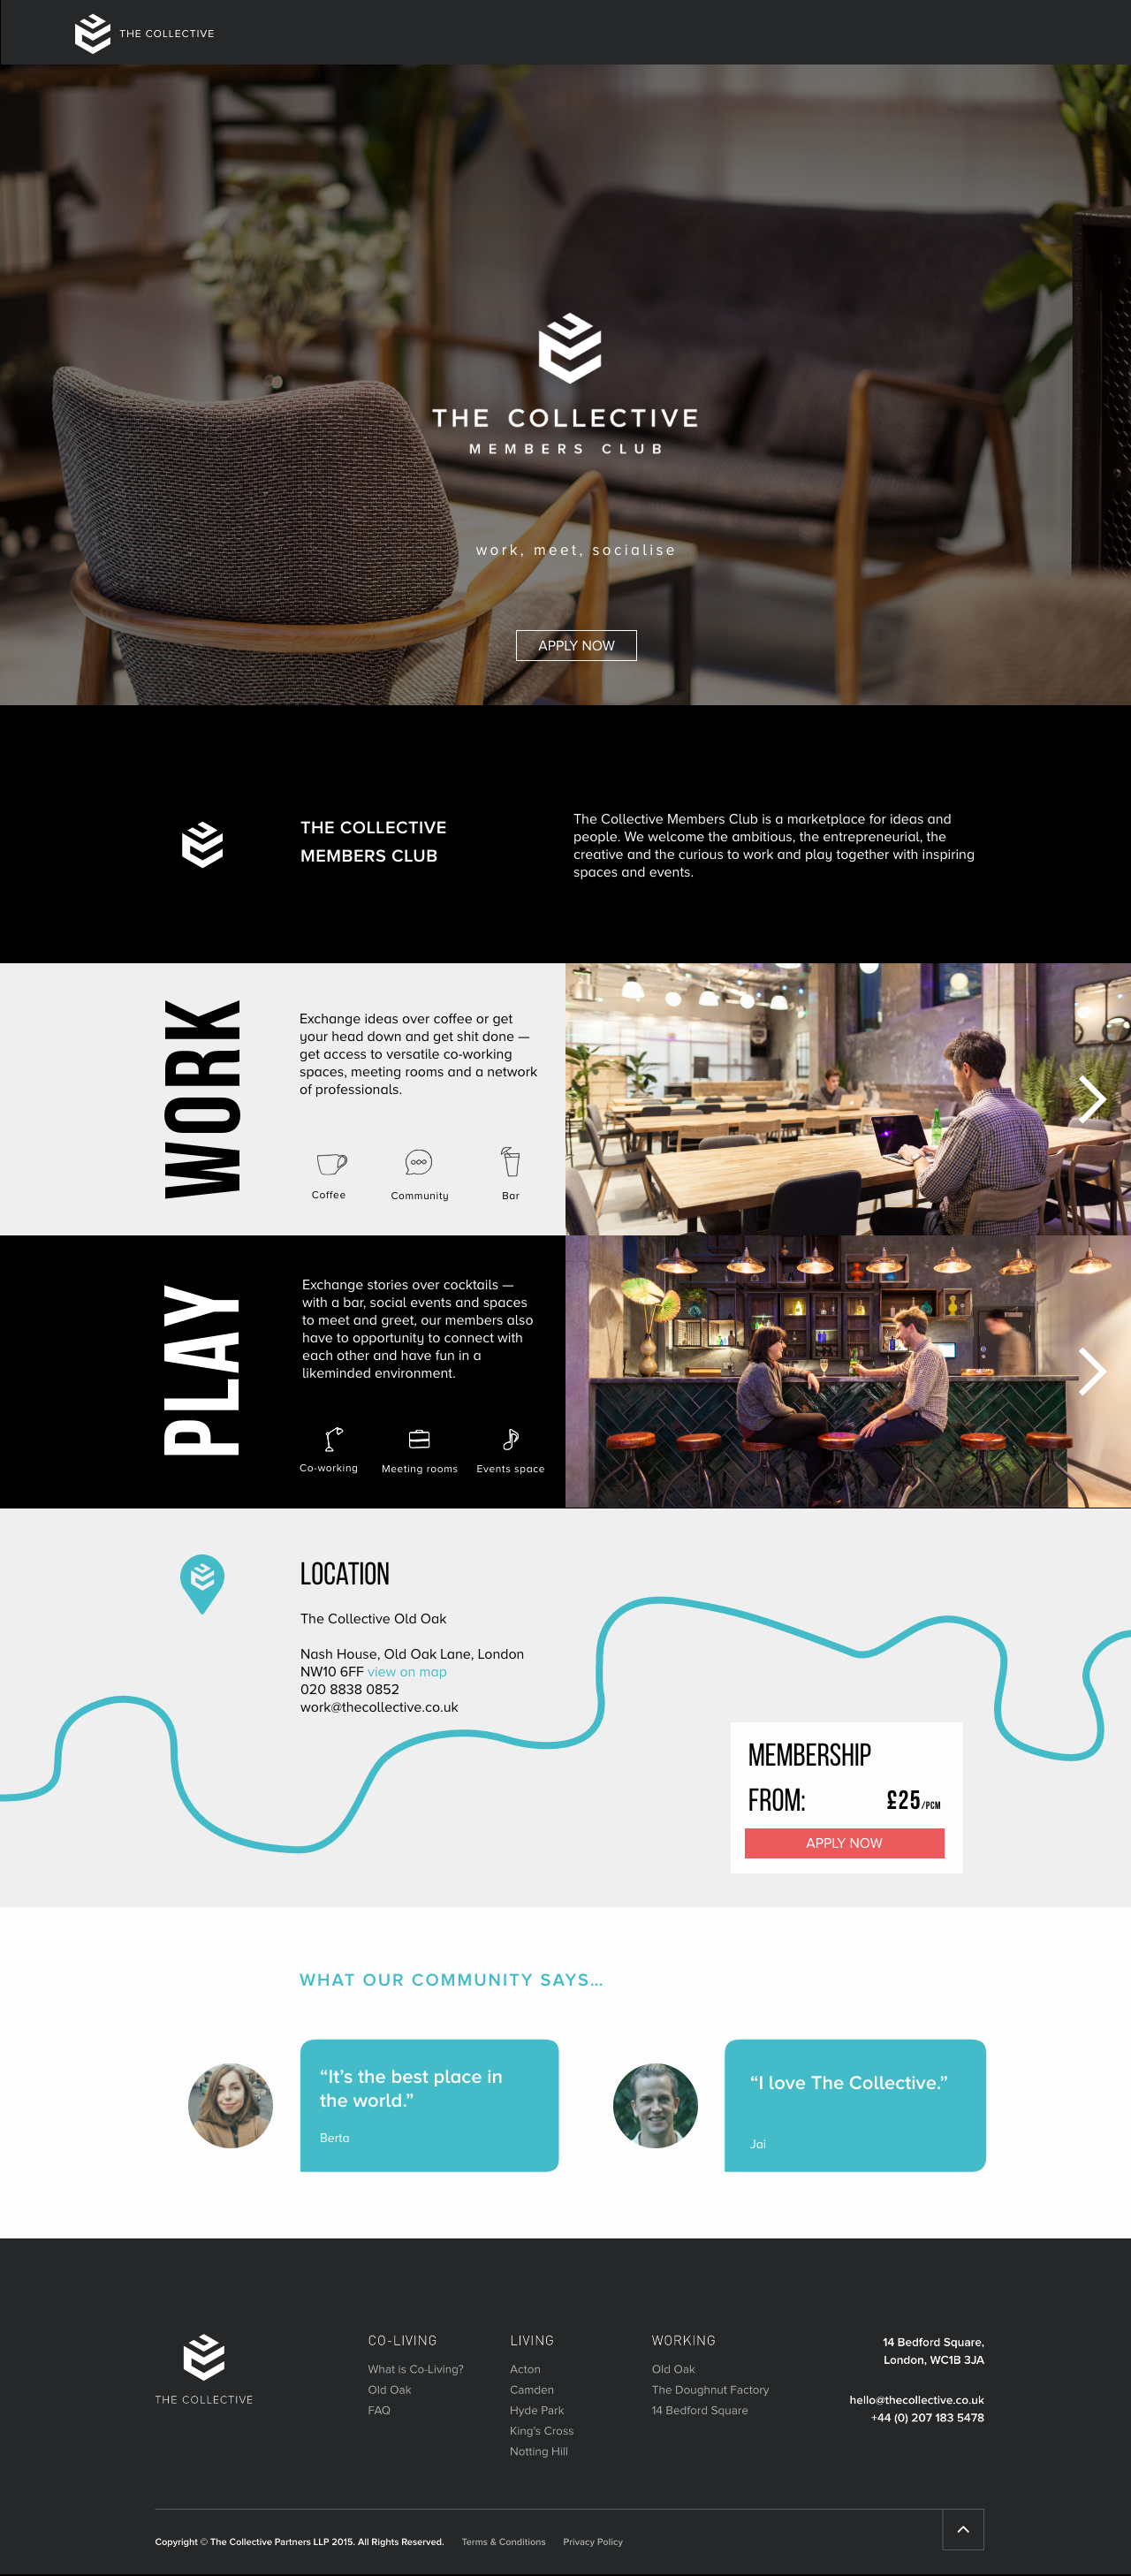 THE COLLECTIVE
THE COLLECTIVE
MEMBERS CLUB
work, meet, socialise
APPLY NOW
THE COLLECTIVE
MEMBERS CLUB
The Collective Members Club is a marketplace for ideas and
people. We welcome the ambitious, the entrepreneurial, the
creative and the curious to work and play together with inspiring
spaces and events.
WORK
Exchange ideas over coffee or get
your head down and get shit done —
get access to versatile co-working
spaces, meeting rooms and a network
of professionals.
Coffee
Community
Bar
PLAY
Exchange stories over cocktails —
with a bar, social events and spaces
to meet and greet, our members also
have to opportunity to connect with
each other and have fun in a
likeminded environment.
Co-working
Meeting rooms
Events space
LOCATION
The Collective Old Oak
Nash House, Old Oak Lane, London
NW10 6FF view on map
020 8838 0852
work@thecollective.co.uk
MEMBERSHIP
FROM: £25/PCM
APPLY NOW
WHAT OUR COMMUNITY SAYS...
“It’s the best place in
the world.”
Berta
“I love The Collective.”
Jai
THE COLLECTIVE
CO-LIVING
What is Co-Living?
Old Oak
FAQ
LIVING
Acton
Camden
Hyde Park
King’s Cross
Notting Hill
WORKING
Old Oak
The Doughnut Factory
14 Bedford Square
14 Bedford Square,
London, WC1B 3JA
hello@thecollective.co.uk
+44 (0) 207 183 5478
Copyright © The Collective Partners LLP 2015. All Rights Reserved. Terms & Conditions Privacy Policy